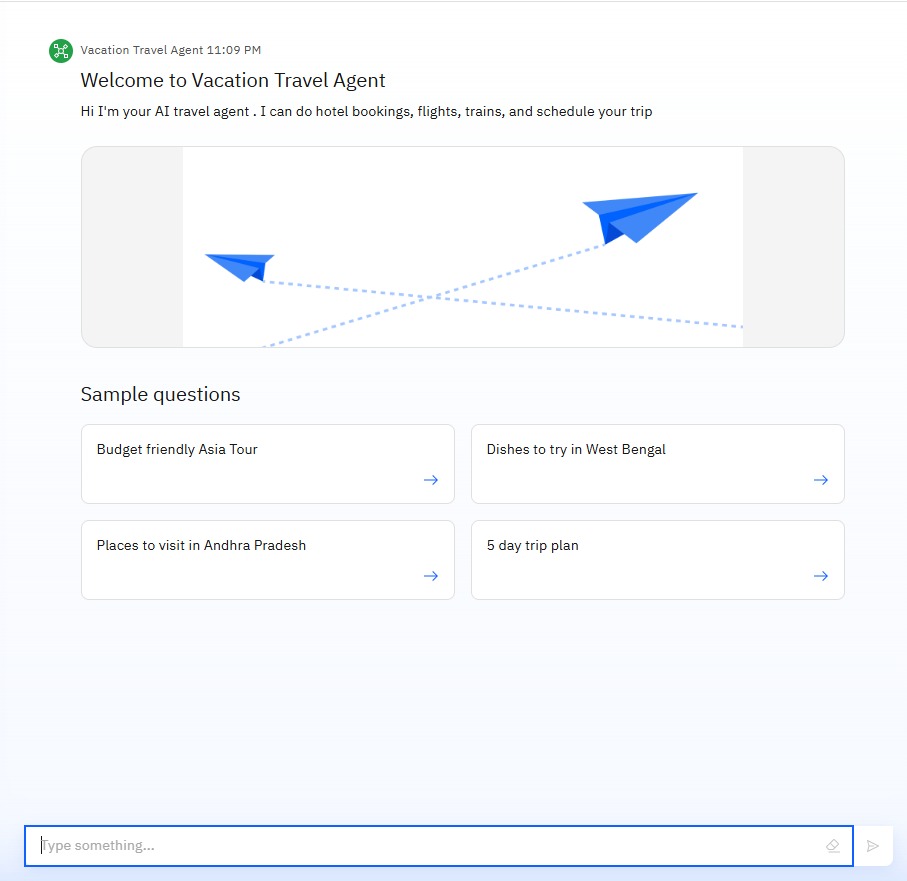 Vacation Travel Agent 11:09 PM
Welcome to Vacation Travel Agent
Hi I'm your AI travel agent . I can do hotel bookings, flights, trains, and schedule your trip
Sample questions
Budget friendly Asia Tour
Dishes to try in West Bengal
Places to visit in Andhra Pradesh
5 day trip plan
Type something...